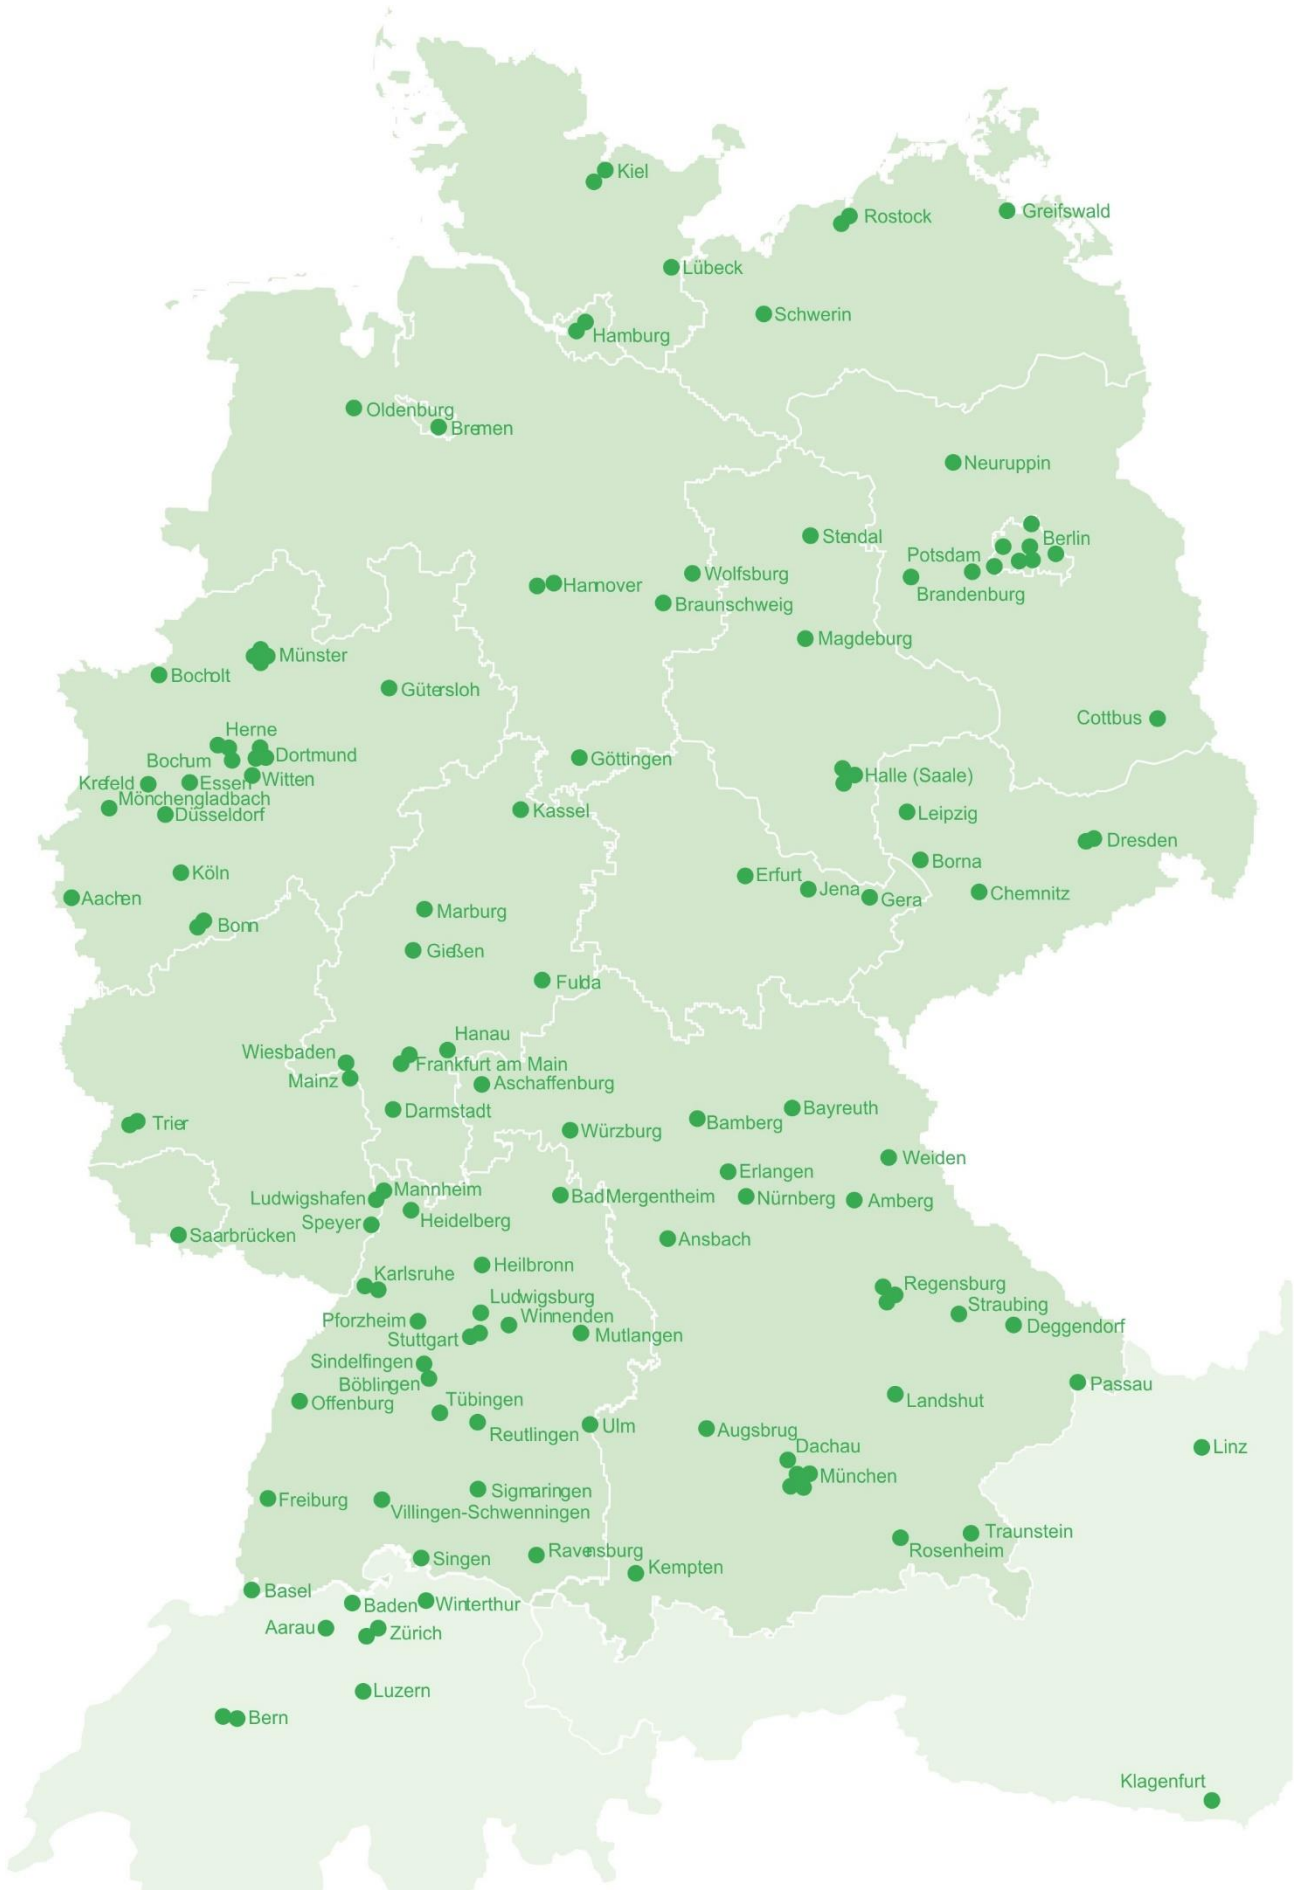 Kiel
Rostock
Greifswald
Lübeck
Schwerin
Hamburg
Oldenburg
Bremen
Neuruppin
Stendal
Berlin
Potsdam
Hannover
Wolfsburg
Brandenburg
Braunschweig
Magdeburg
Münster
Bocholt
Gütersloh
Cottbus
Herne
Bochum
Dortmund
Göttingen
Krefeld
Essen
Witten
Halle (Saale)
Mönchengladbach
Düsseldorf
Kassel
Leipzig
Dresden
Köln
Erfurt
Borna
Aachen
Jena
Gera
Chemnitz
Marburg
Bonn
Gießen
Fulda
Hanau
Wiesbaden
Frankfurt am Main
Mainz
Aschaffenburg
Darmstadt
Bayreuth
Trier
Würzburg
Bamberg
Weiden
Erlangen
Mannheim
Ludwigshafen
Bad Mergentheim
Nürnberg
Amberg
Speyer
Heidelberg
Saarbrücken
Ansbach
Heilbronn
Karlsruhe
Regensburg
Ludwigsburg
Straubing
Pforzheim
Winnenden
Stuttgart
Mutlangen
Deggendorf
Sindelfingen
Böblingen
Passau
Offenburg
Tübingen
Landshut
Reutlingen
Ulm
Augsbrug
Dachau
Linz
München
Sigmaringen
Freiburg
Villingen-Schwenningen
Traunstein
Rosenheim
Singen
Ravensburg
Kempten
Basel
Baden
Winterthur
Aarau
Zürich
Luzern
Bern
Klagenfurt